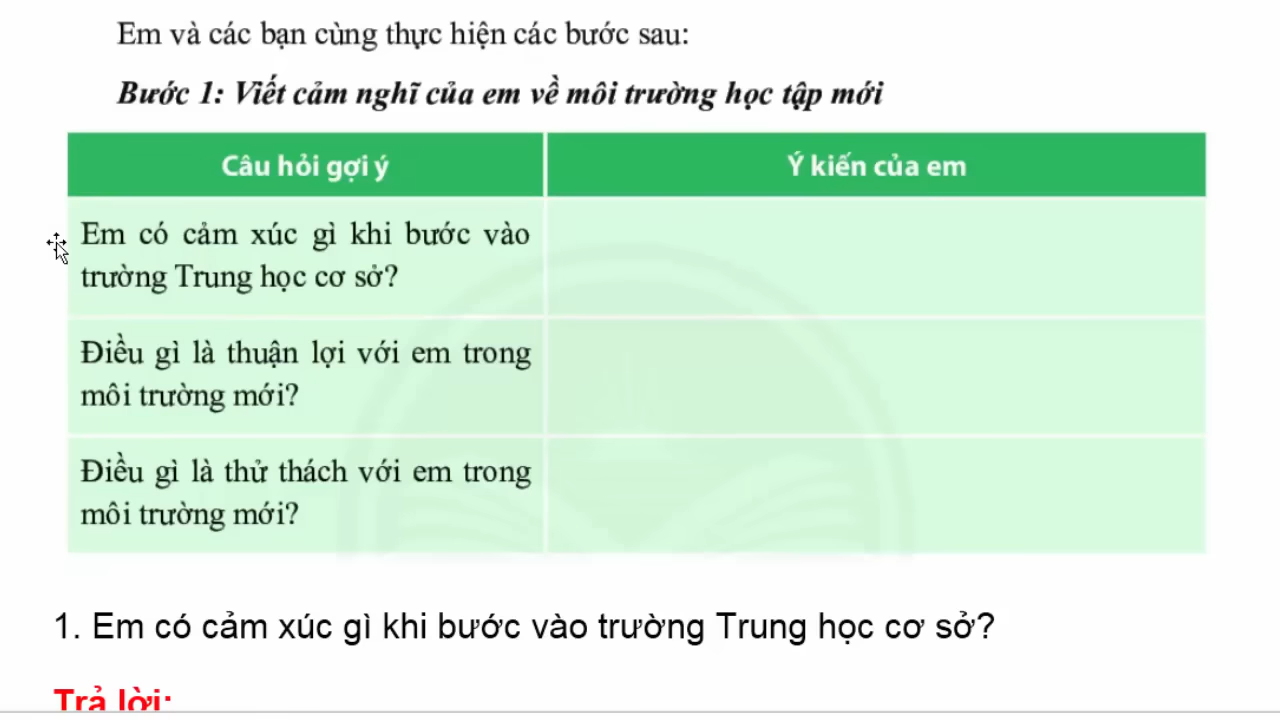 Em và các bạn cùng thực hiện các bước sau:
Bước 1: Viết cảm nghĩ của em về môi trường học tập mới
Câu hỏi gợi ý
Ý kiến của em
Em có cảm xúc gì khi bước vào
trường Trung học cơ sở?
Điều gì là thuận lợi với em trong
môi trường mới?
Điều gì là thử thách với em trong
môi trường mới?
1. Em có cảm xúc gì khi bước vào trường Trung học cơ sở?
Trả lời: